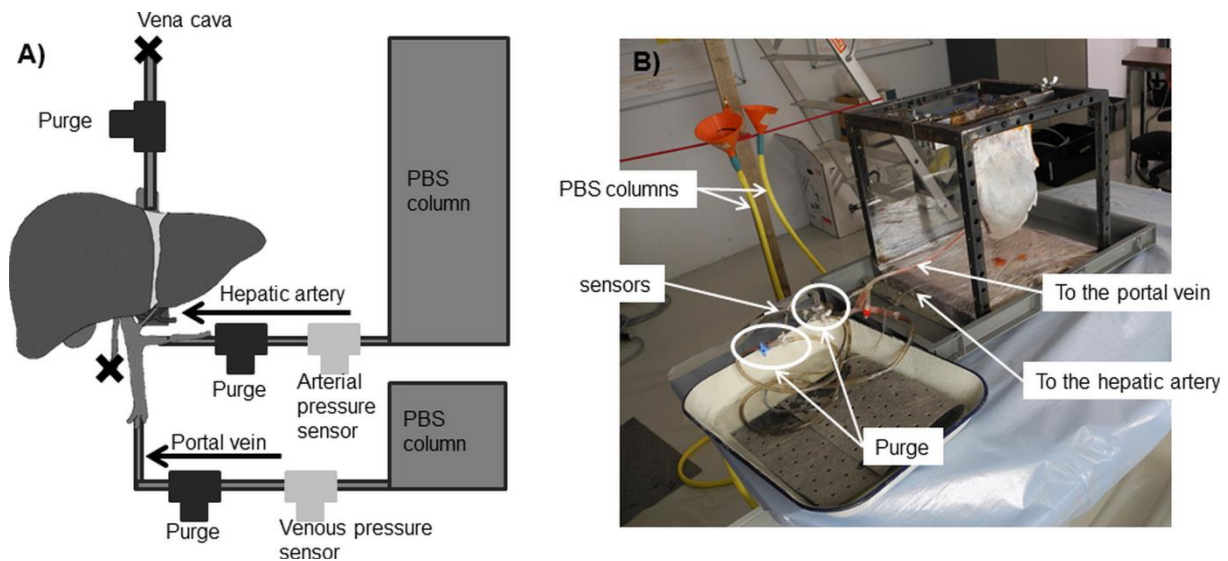 A)
Vena cava
Purge
PBS
column
Hepatic artery
Purge
Arterial
pressure
sensor
PBS
column
Portal vein
Purge
Venous pressure
sensor
B)
PBS columns
sensors
To the portal vein
To the hepatic artery
Purge